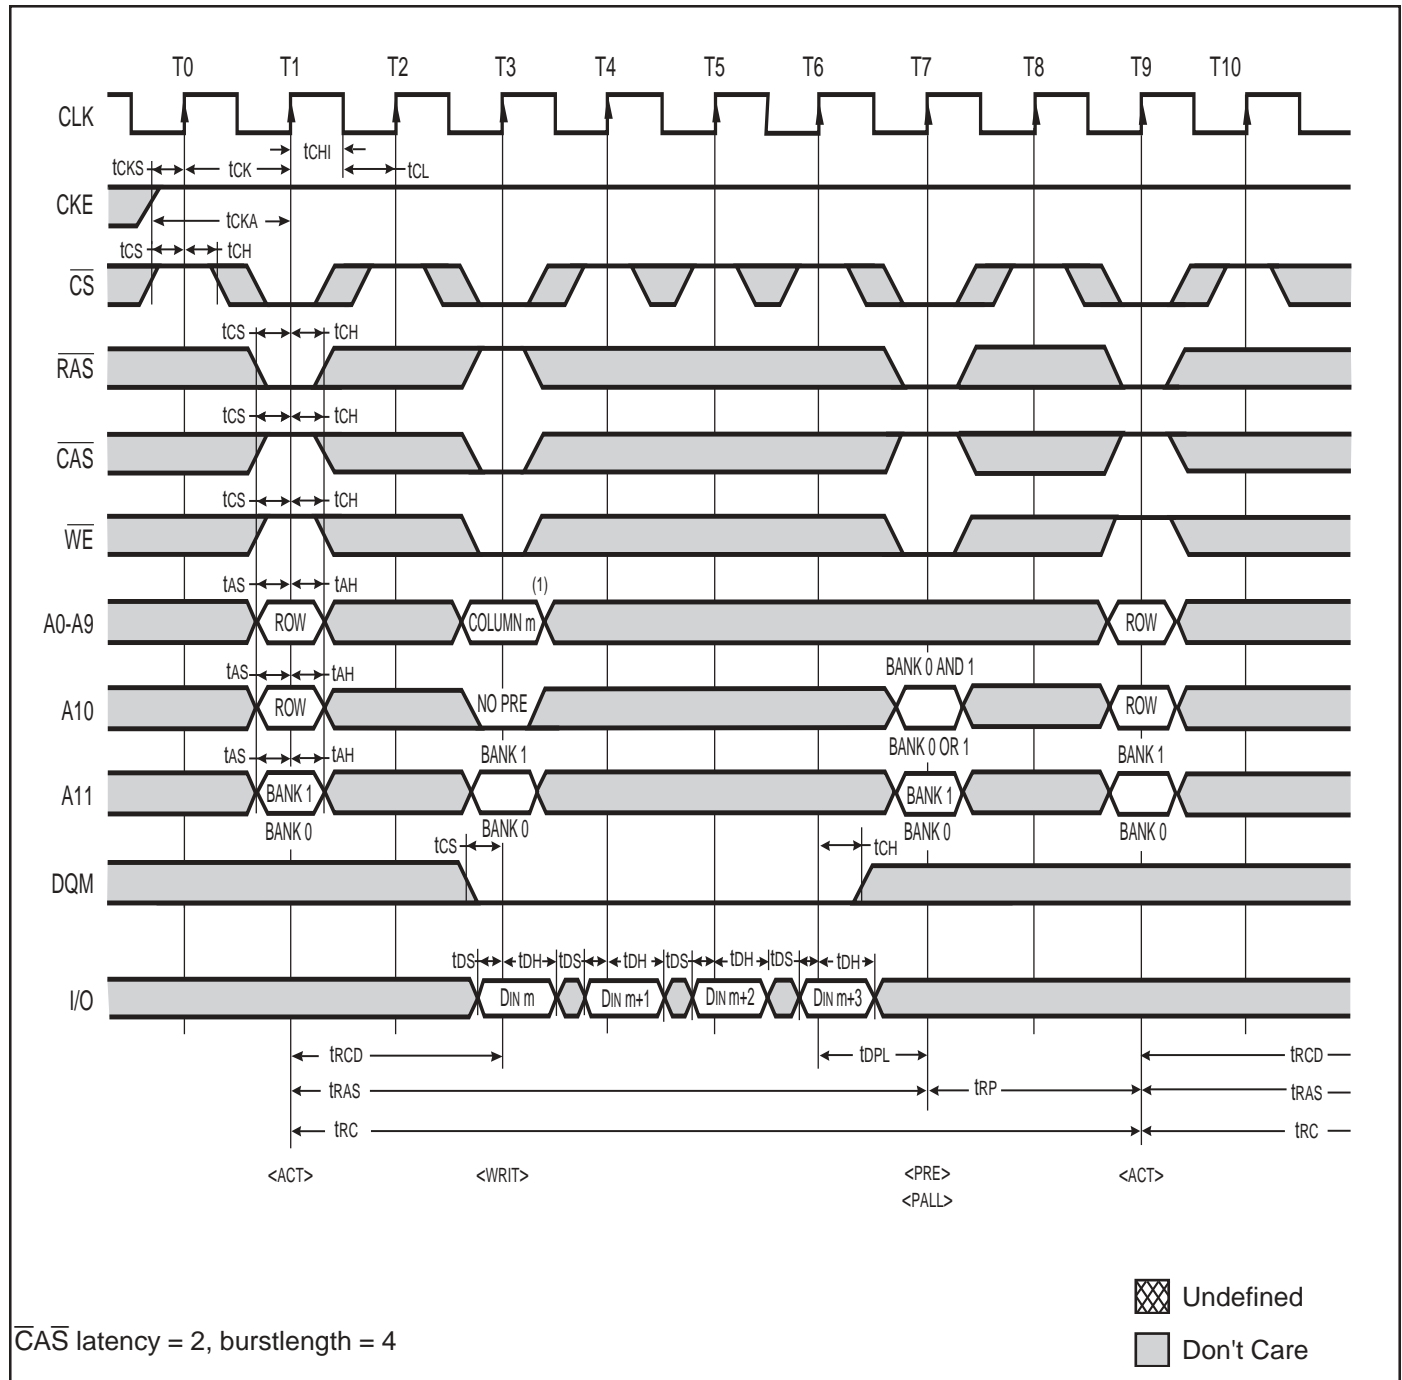 T0 T1 T2 T3 T4 T5 T6 T7 T8 T9 T10
CLK
tCHI
tCKS tCK tCL
CKE
tCKA
tCS tCH
CS
tCS tCH
RAS
tCS tCH
CAS
tCS tCH
WE
tAS tAH (1)
A0-A9 ROW COLUMN m ROW
BANK 0 AND 1
tAS tAH
A10 ROW NO PRE ROW
BANK 0 OR 1
tAS tAH BANK 1 BANK 1
A11 BANK 1 BANK 1
BANK 0 BANK 0 BANK 0 BANK 0
tCS tCH
DQM
tDS tDH tDS tDH tDS tDH tDS tDH
I/O DIN m DIN m+1 DIN m+2 DIN m+3
tRCD tDPL tRCD
tRAS tRP tRAS
tRC tRC
<ACT> <WRIT> <PRE> <ACT>
<PALL>
Undefined
C̅A̅S̅ latency = 2, burstlength = 4
Don't Care